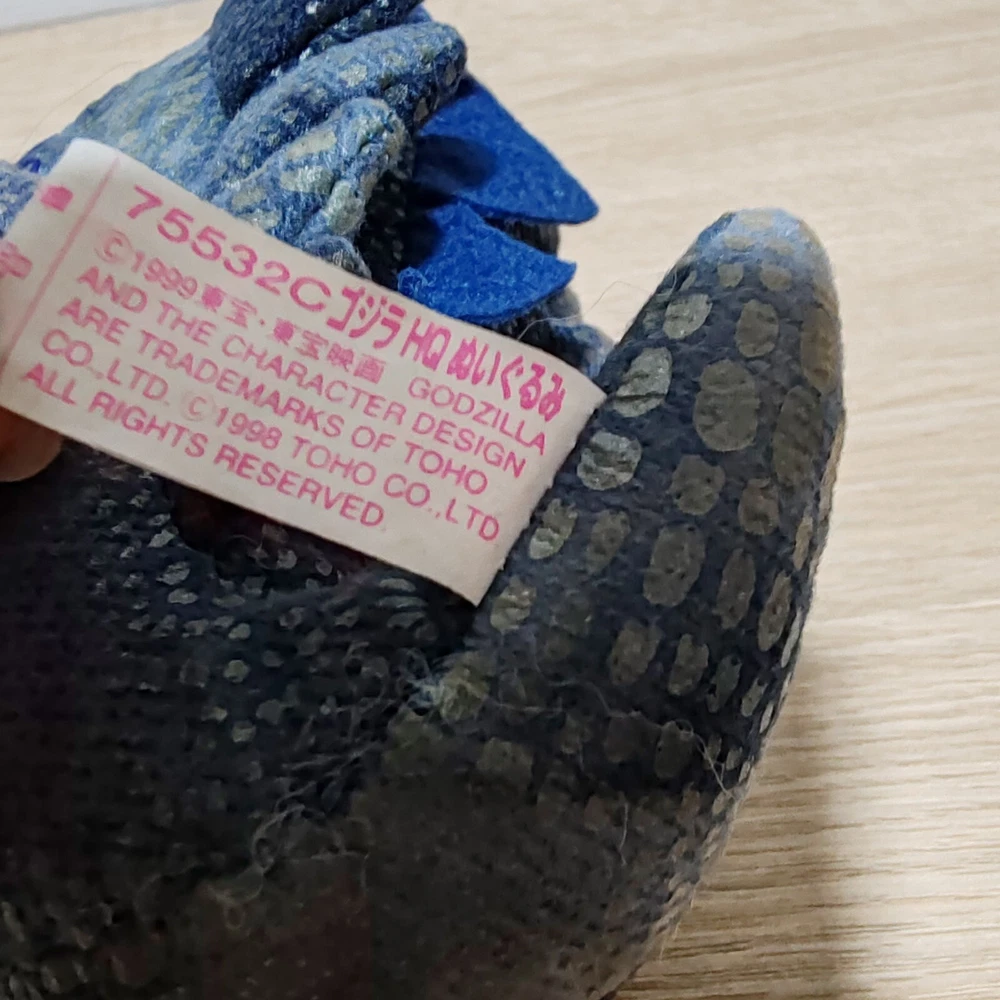 75532C ゴジラ HQ ぬいぐるみ
©1999 東宝・東宝映画 GODZILLA
AND THE CHARACTER DESIGN
ARE TRADEMARKS OF TOHO
CO.,LTD. ©1998 TOHO CO.,LTD
ALL RIGHTS RESERVED